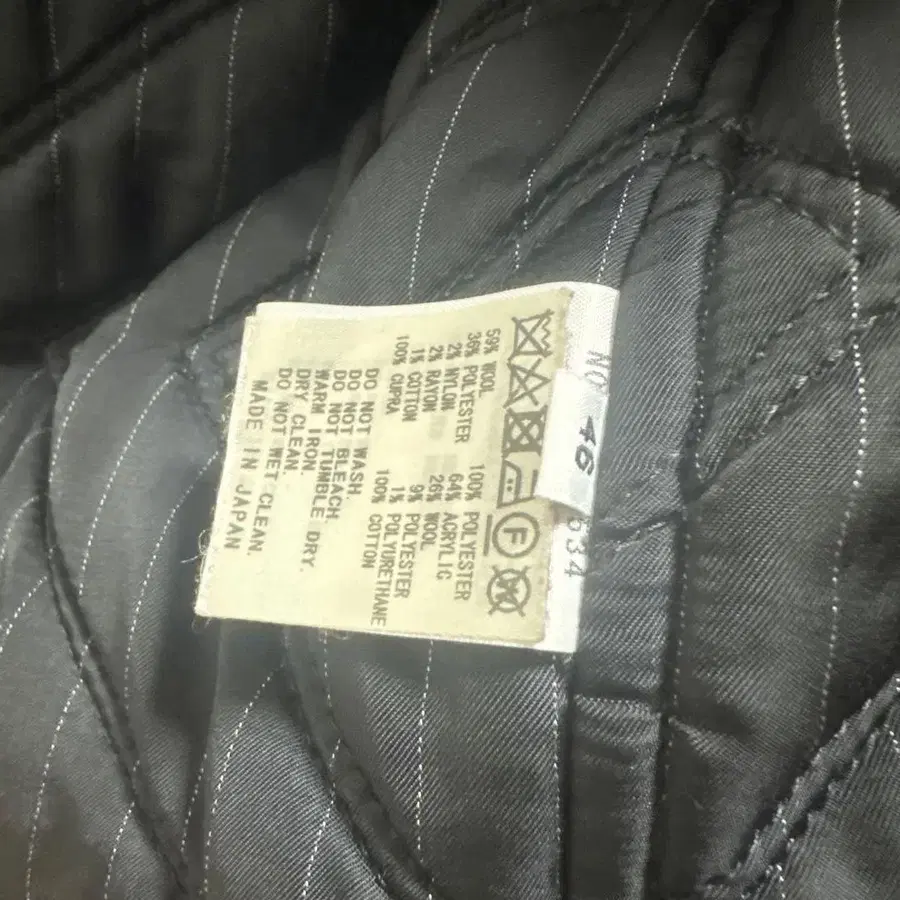 NO 46 634
59% WOOL
36% POLYESTER
2% NYLON
2% RAYON
1% COTTON
100% CUPRA
100% POLYESTER
64% ACRYLIC
26% WOOL
9% POLYESTER
1% POLYURETHANE
100% COTTON
DO NOT WASH.
DO NOT BLEACH.
DO NOT TUMBLE DRY.
WARM IRON.
DRY CLEAN.
DO NOT WET CLEAN.
MADE IN JAPAN
F
W